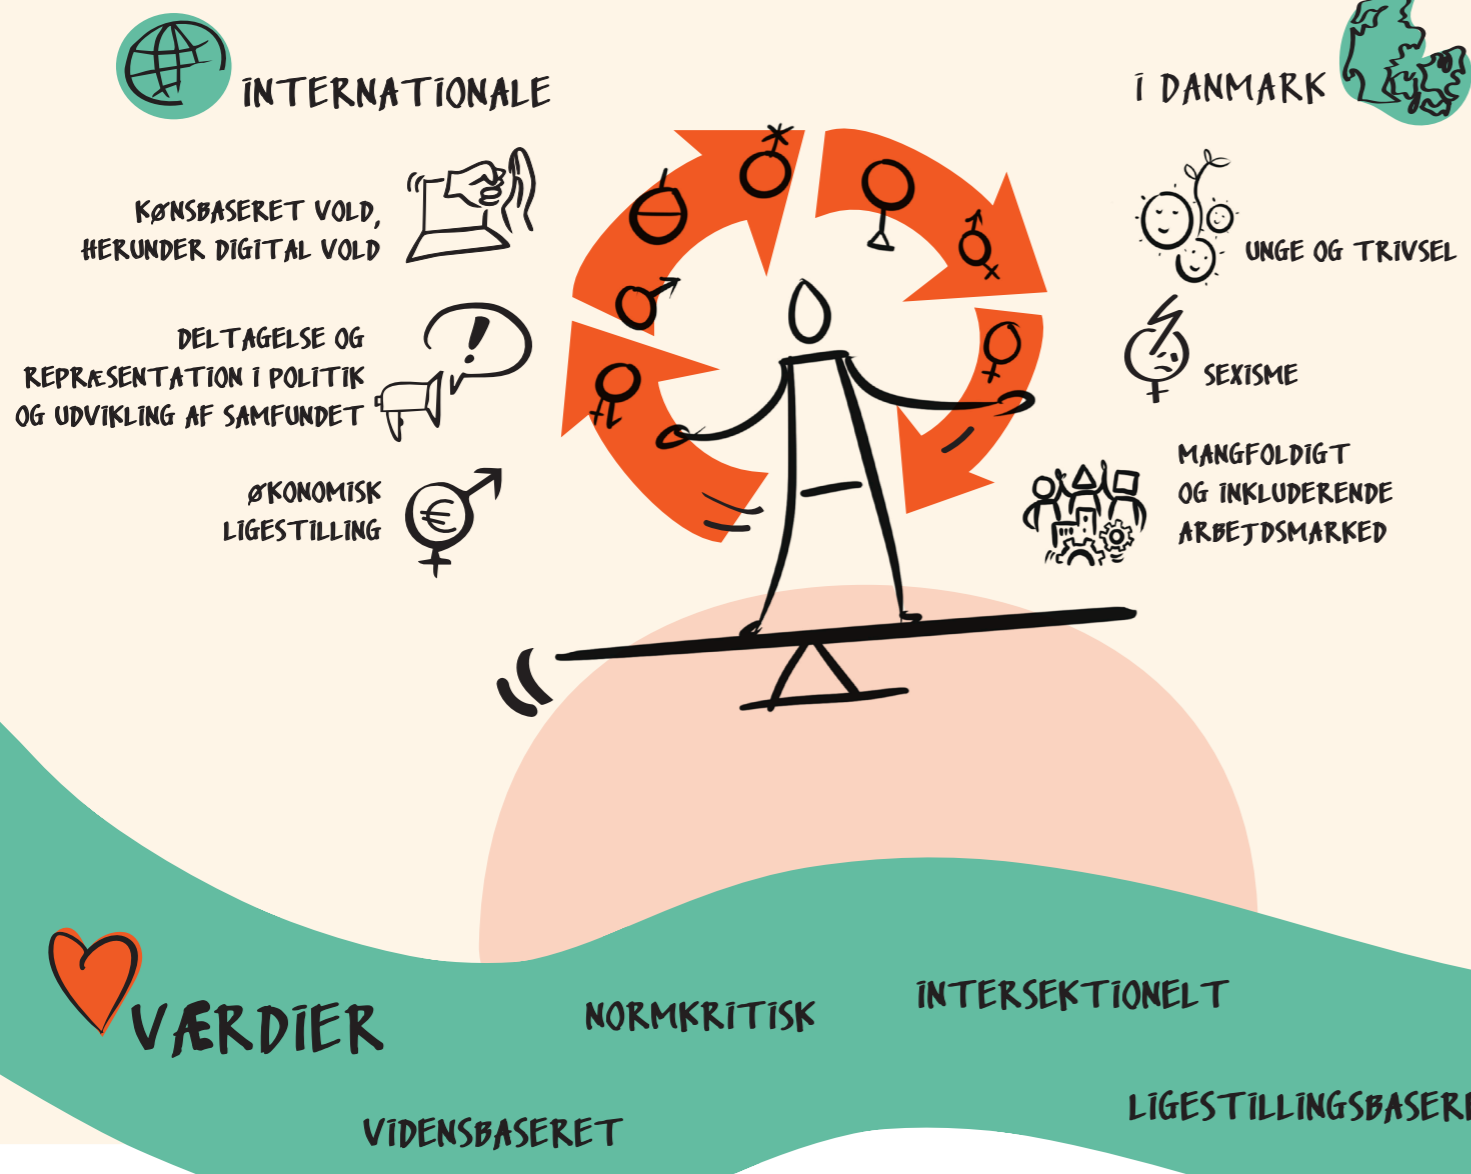 INTERNATIONALE
KØNSBASERET VOLD,
HERUNDER DIGITAL VOLD
DELTAGELSE OG
REPRÆSENTATION I POLITIK
OG UDVIKLING AF SAMFUNDET
ØKONOMISK
LIGESTILLING
I DANMARK
UNGE OG TRIVSEL
SEXISME
MANGFOLDIGT
OG INKLUDERENDE
ARBEJDSMARKED
VÆRDIER
NORMKRITISK
INTERSEKTIONELT
VIDENSBASERET